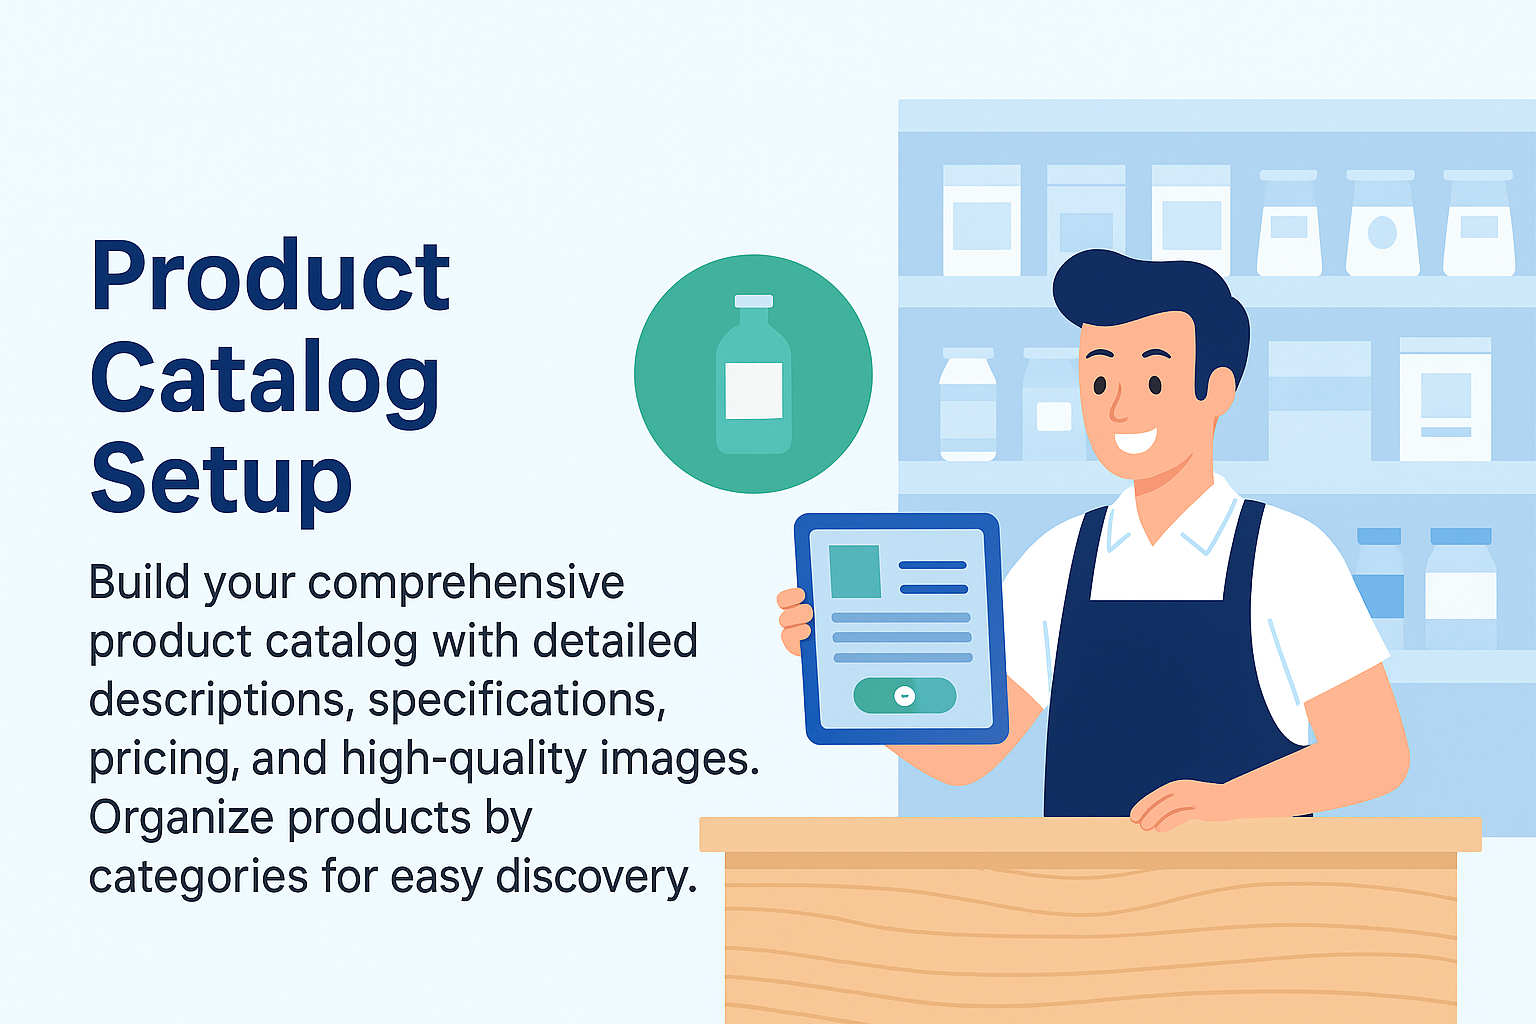 Product
Catalog
Setup
Build your comprehensive
product catalog with detailed
descriptions, specifications,
pricing, and high-quality images.
Organize products by
categories for easy discovery.